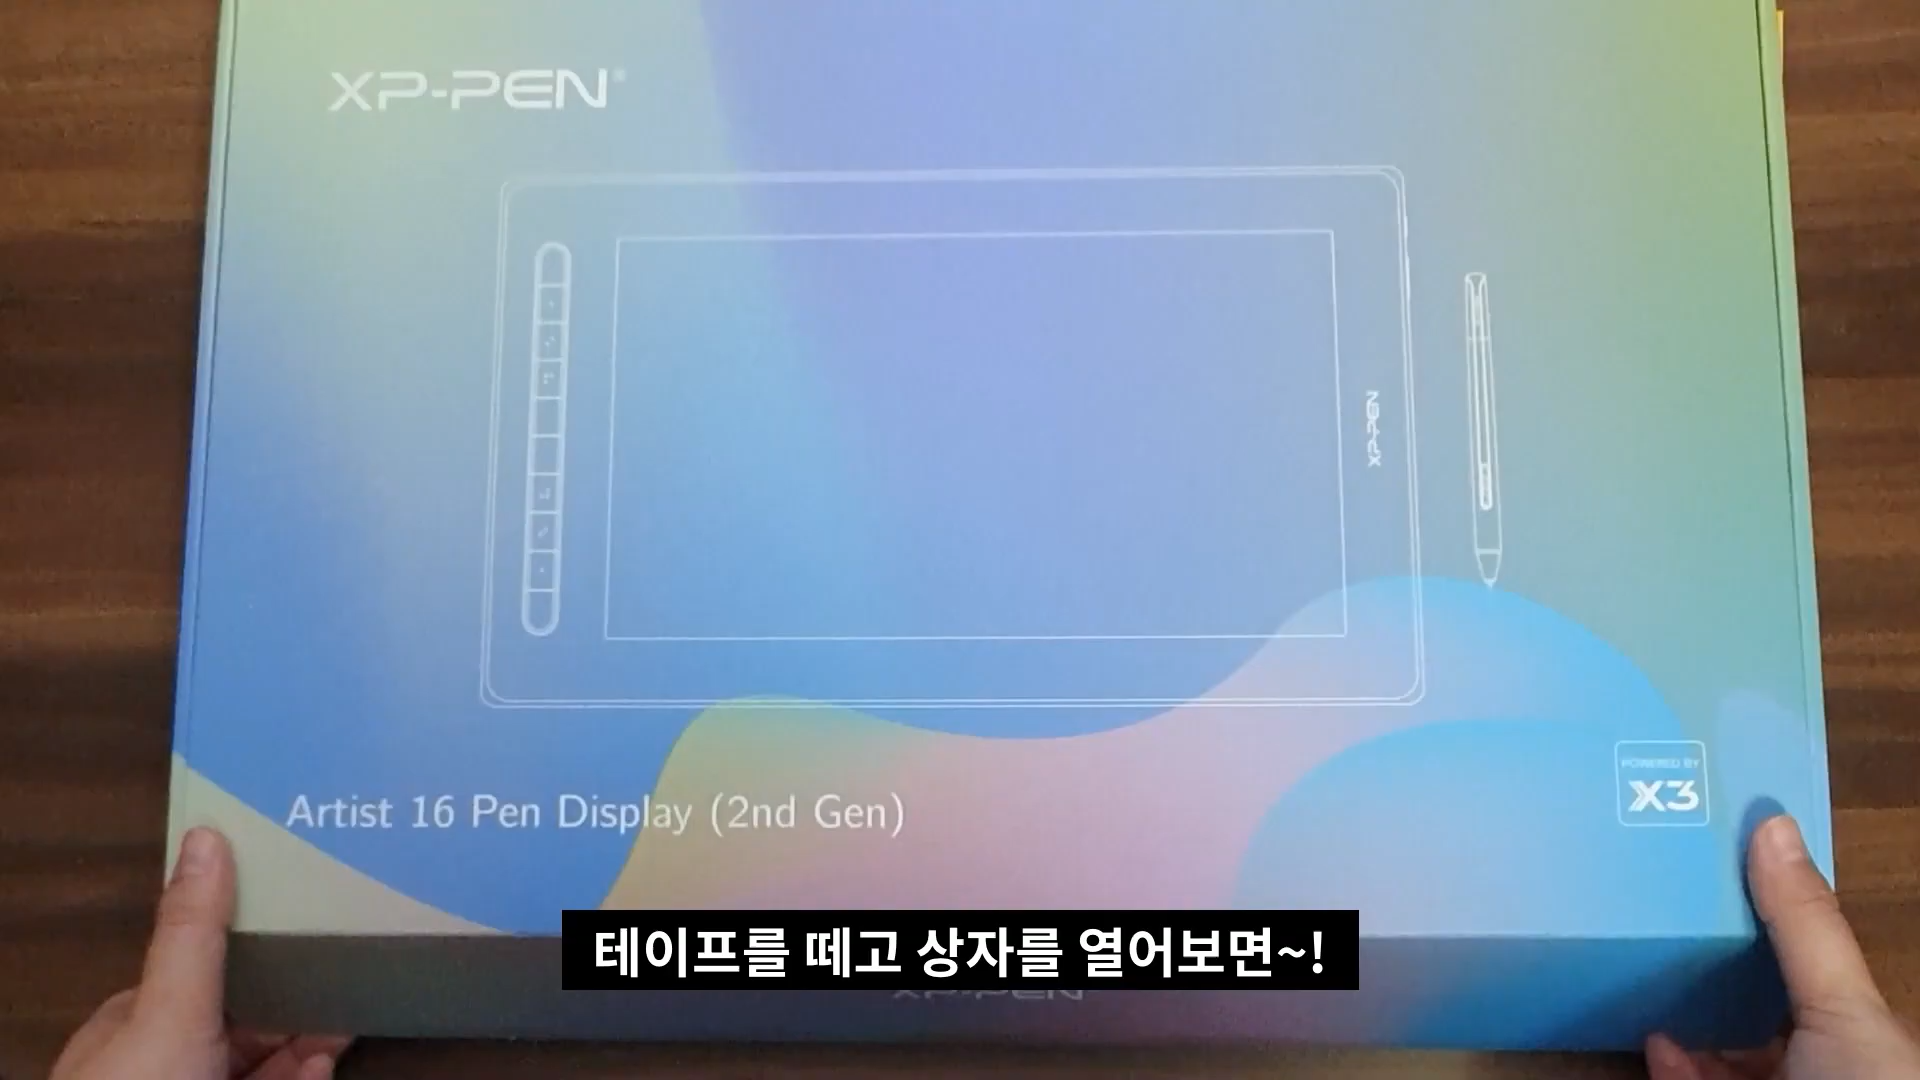 XP-PEN®
XP-PEN
Artist 16 Pen Display (2nd Gen)
POWERED BY
X3
테이프를 떼고 상자를 열어보면~!
XP-PEN